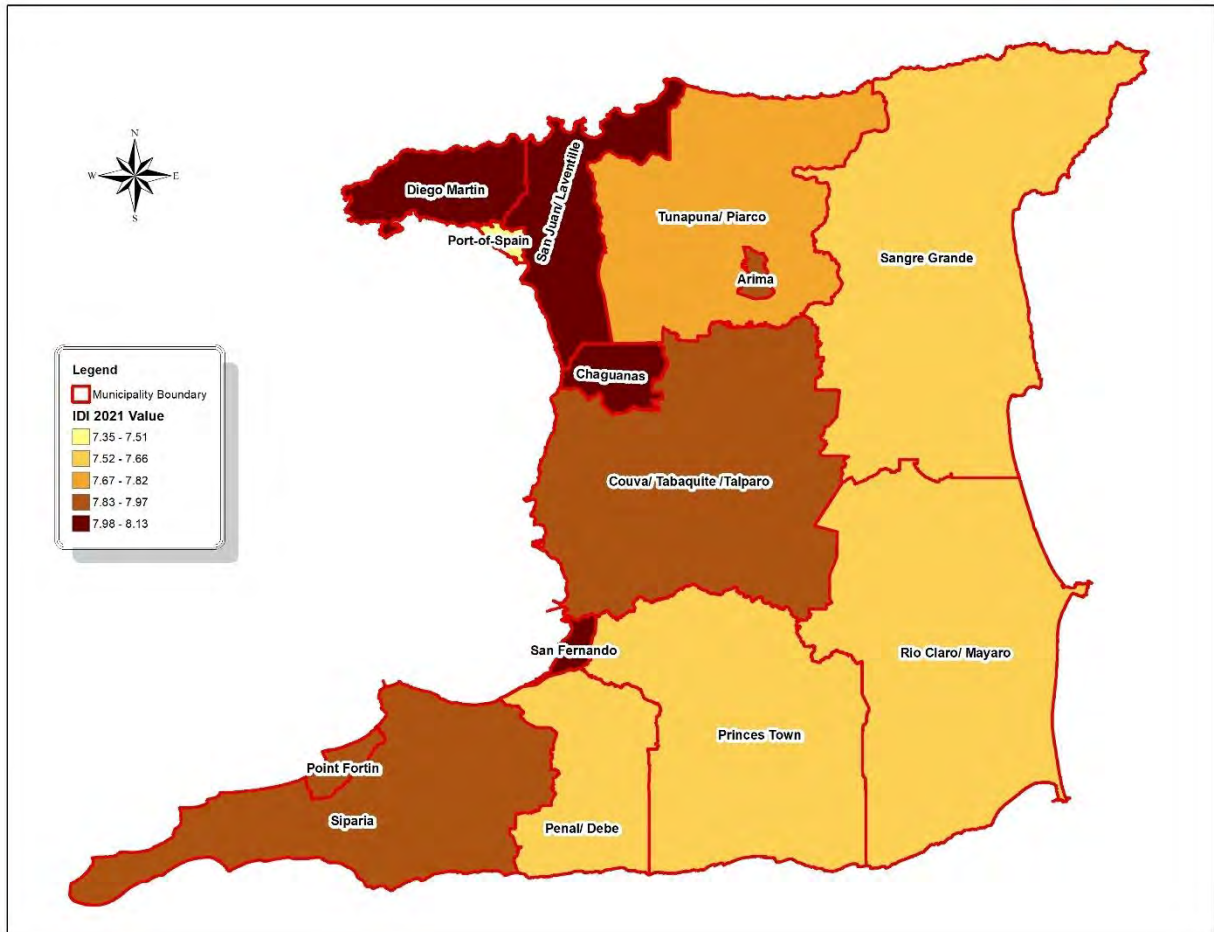 N
W
E
S
Diego Martin
San Juan/ Laventille
Port-of-Spain
Tunapuna/ Piarco
Arima
Sangre Grande
Chaguanas
Legend
Municipality Boundary
IDI 2021 Value
7.35 - 7.51
7.52 - 7.66
7.67 - 7.82
7.83 - 7.97
7.98 - 8.13
Couva/ Tabaquite /Talparo
San Fernando
Rio Claro/ Mayaro
Princes Town
Point Fortin
Siparia
Penal/ Debe